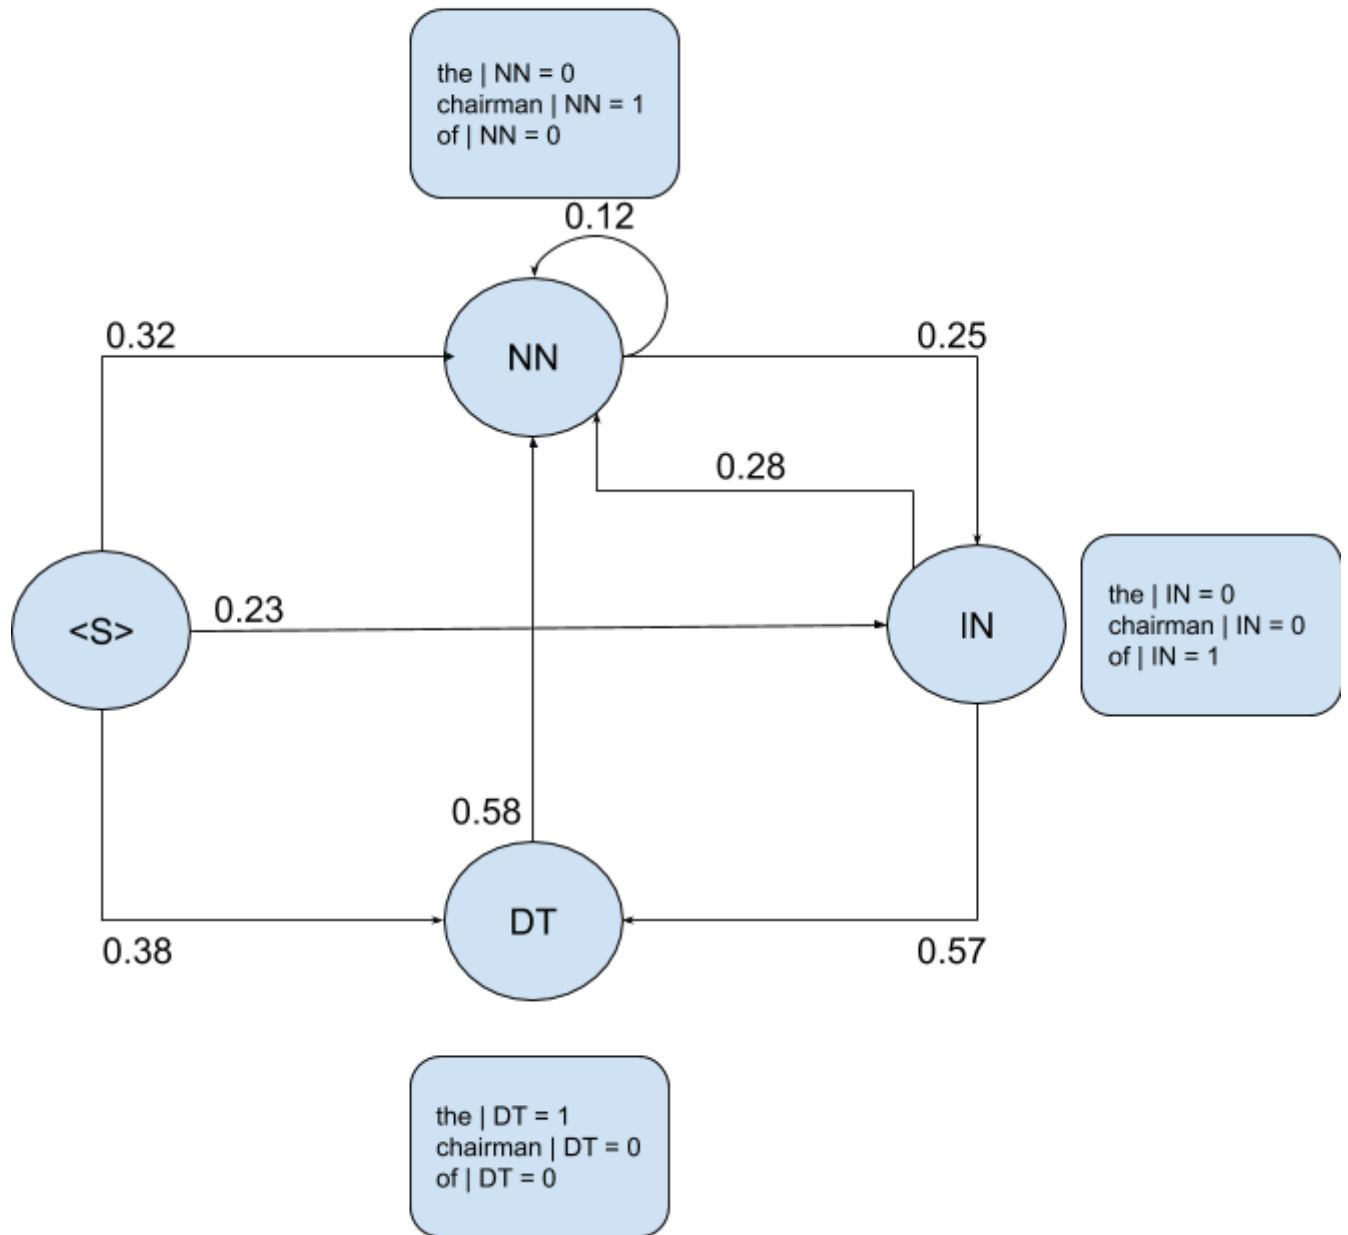 the | NN = 0
chairman | NN = 1
of | NN = 0
0.12
0.32
NN
0.25
0.28
<S>
0.23
IN
the | IN = 0
chairman | IN = 0
of | IN = 1
0.58
DT
0.38
0.57
the | DT = 1
chairman | DT = 0
of | DT = 0